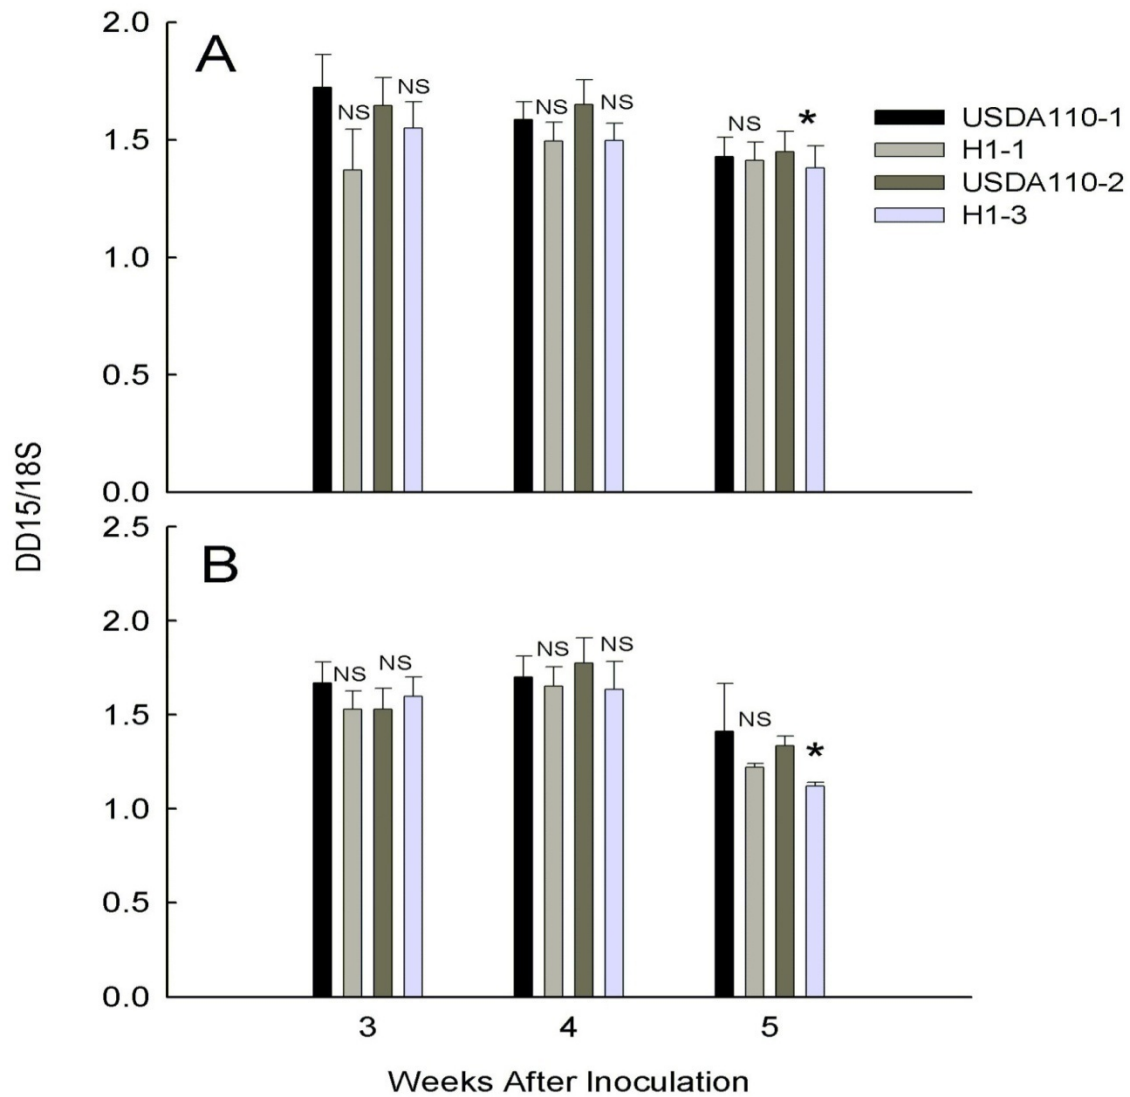 2.0
A
NS
NS
NS
NS
NS
*
1.5
1.0
0.5
0.0
USDA110-1
H1-1
USDA110-2
H1-3
DD15/18S
2.5
B
2.0
NS
NS
NS
NS
NS
*
1.5
1.0
0.5
0.0
3 4 5
Weeks After Inoculation